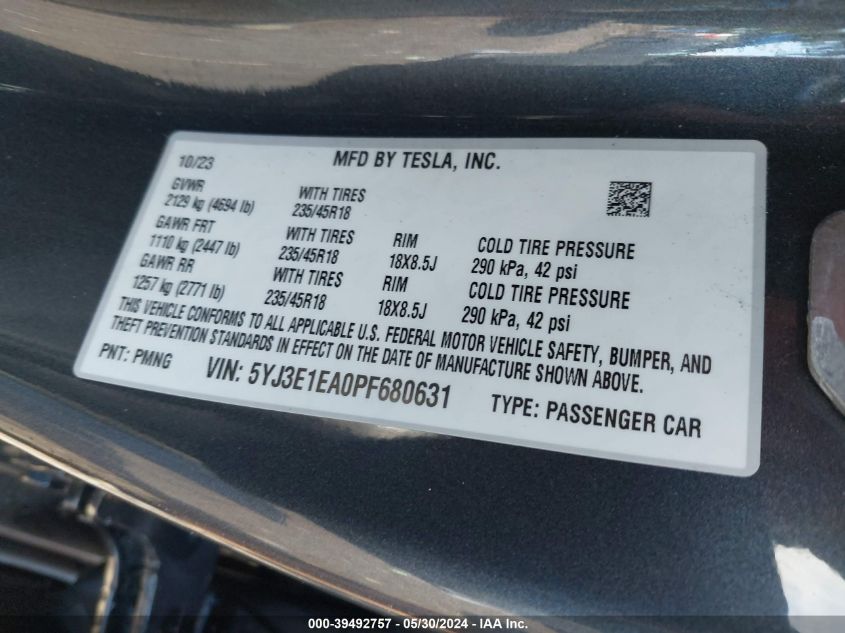 10/23 MFD BY TESLA, INC.
GVWR
2129 kg (4694 lb) WITH TIRES
235/45R18
GAWR FRT WITH TIRES RIM COLD TIRE PRESSURE
1110 kg (2447 lb) 235/45R18 18X8.5J 290 kPa, 42 psi
GAWR RR WITH TIRES RIM COLD TIRE PRESSURE
1257 kg (2771 lb) 235/45R18 18X8.5J 290 kPa, 42 psi
THIS VEHICLE CONFORMS TO ALL APPLICABLE U.S. FEDERAL MOTOR VEHICLE SAFETY, BUMPER, AND
THEFT PREVENTION STANDARDS IN EFFECT ON THE DATE OF MANUFACTURE SHOWN ABOVE.
PNT: PMNG VIN: 5YJ3E1EA0PF680631 TYPE: PASSENGER CAR
000-39492757 - 05/30/2024 - IAA Inc.